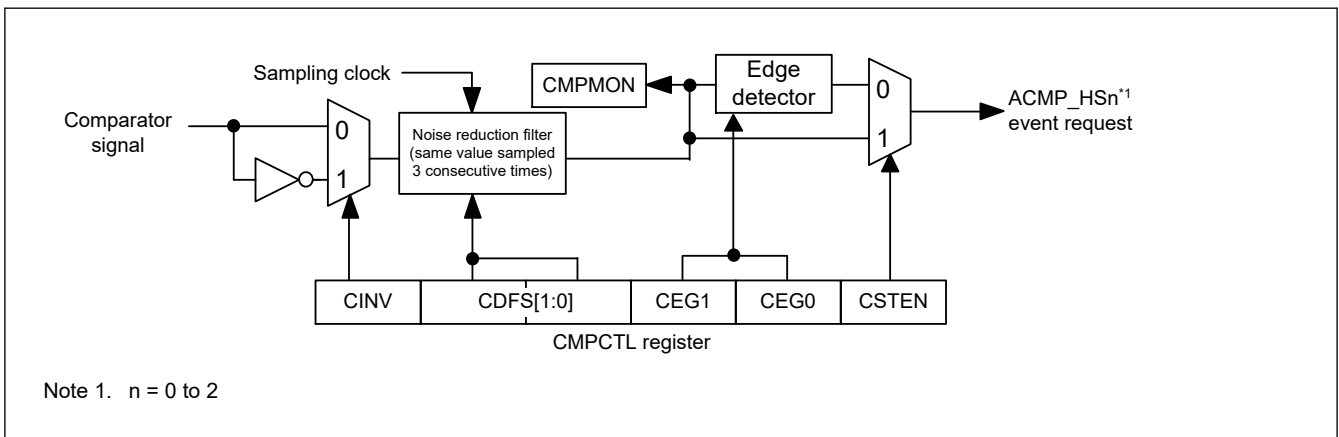 Sampling clock
CMPMON
Edge
detector
0
1
ACMP_HSn*1
event request
Comparator
signal
0
1
Noise reduction filter
(same value sampled
3 consecutive times)
CINV
CDFS[1:0]
CEG1
CEG0
CSTEN
CMPCTL register
Note 1. n = 0 to 2